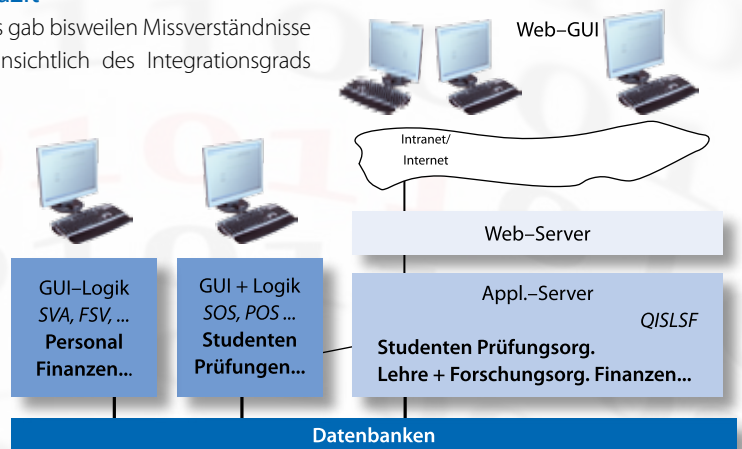 s gab bisweilen Missverständnisse
nsichtlich des Integrationsgrads
Web–GUI
Intranet/
Internet
Web–Server
GUI–Logik
SVA, FSV, ...
Personal
Finanzen...
GUI + Logik
SOS, POS ...
Studenten
Prüfungen...
Appl.–Server
QISLSF
Studenten Prüfungsorg.
Lehre + Forschungsorg. Finanzen...
Datenbanken